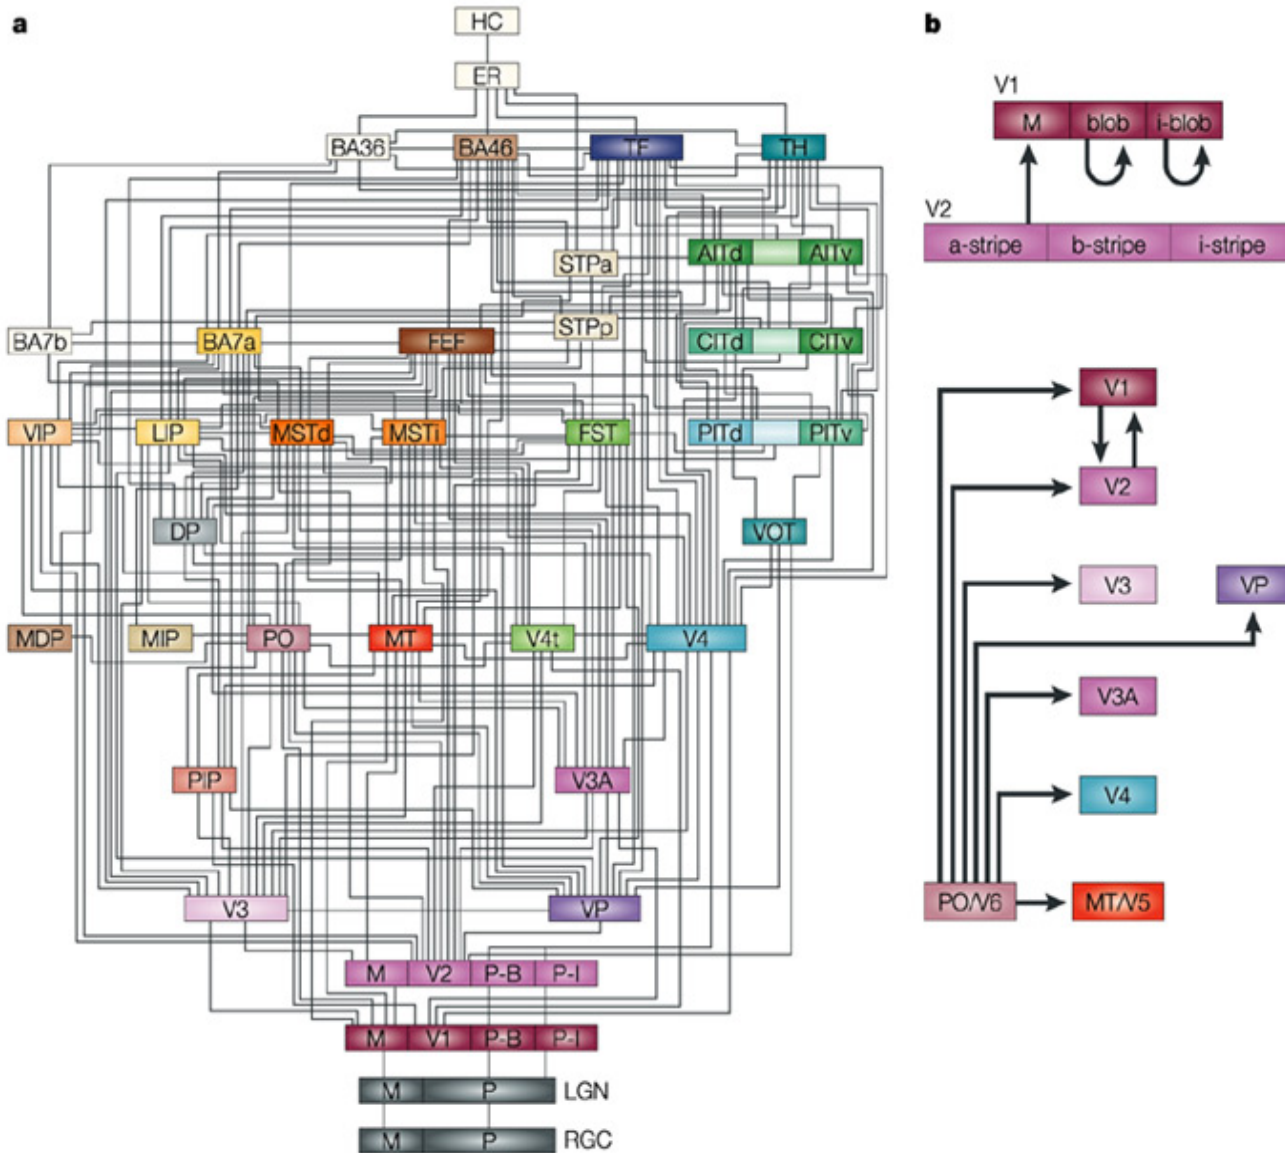 a
HC
ER
BA36 BA46 TF TH
AITd AITv
STPa
STPp
BA7b BA7a FEF CITd CITv
VIP LIP MSTd MSTi FST PITd PITv
DP VOT
MDP MIP PO MT V4t V4
PIP V3A
V3 VP
M V2 P-B P-I
M V1 P-B P-I
M P LGN
M P RGC
b
V1
M blob i-blob
V2
a-stripe b-stripe i-stripe
V1
V2
V3 VP
V3A
V4
PO/V6 MT/V5